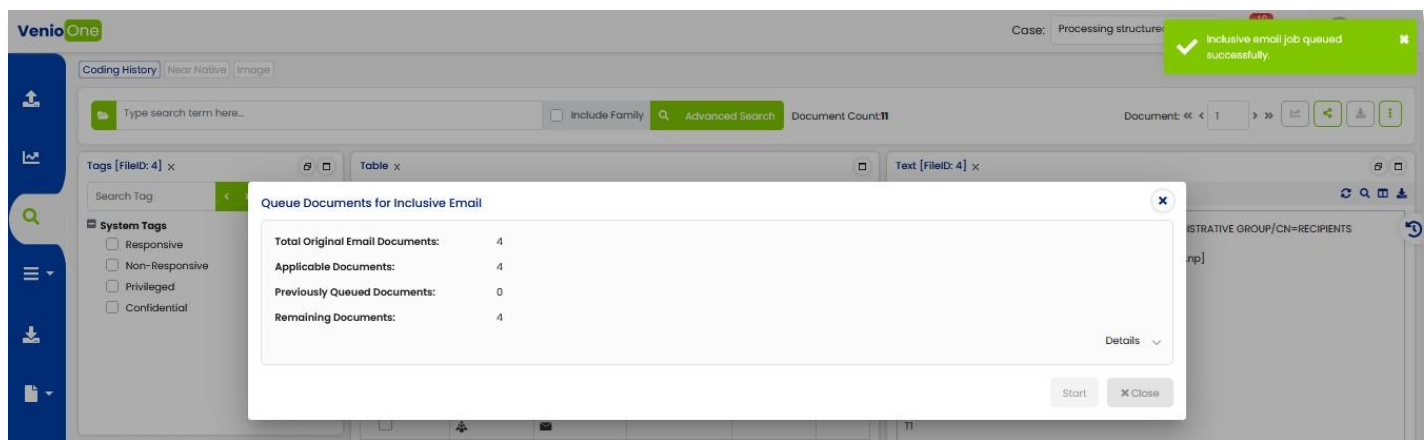 VenioOne
Case: Processing structure
Inclusive email job queued
successfully.
Coding History Near Native Image
Type search term here...
Include Family
Advanced Search
Document Count:11
Document: 1
Tags [FileID: 4]
Table
Text [FileID: 4]
Search Tag
System Tags
Responsive
Non-Responsive
Privileged
Confidential
ISTRATIVE GROUP/CN=RECIPIENTS
.np]
Queue Documents for Inclusive Email
Total Original Email Documents: 4
Applicable Documents: 4
Previously Queued Documents: 0
Remaining Documents: 4
Details
Start
Close
11